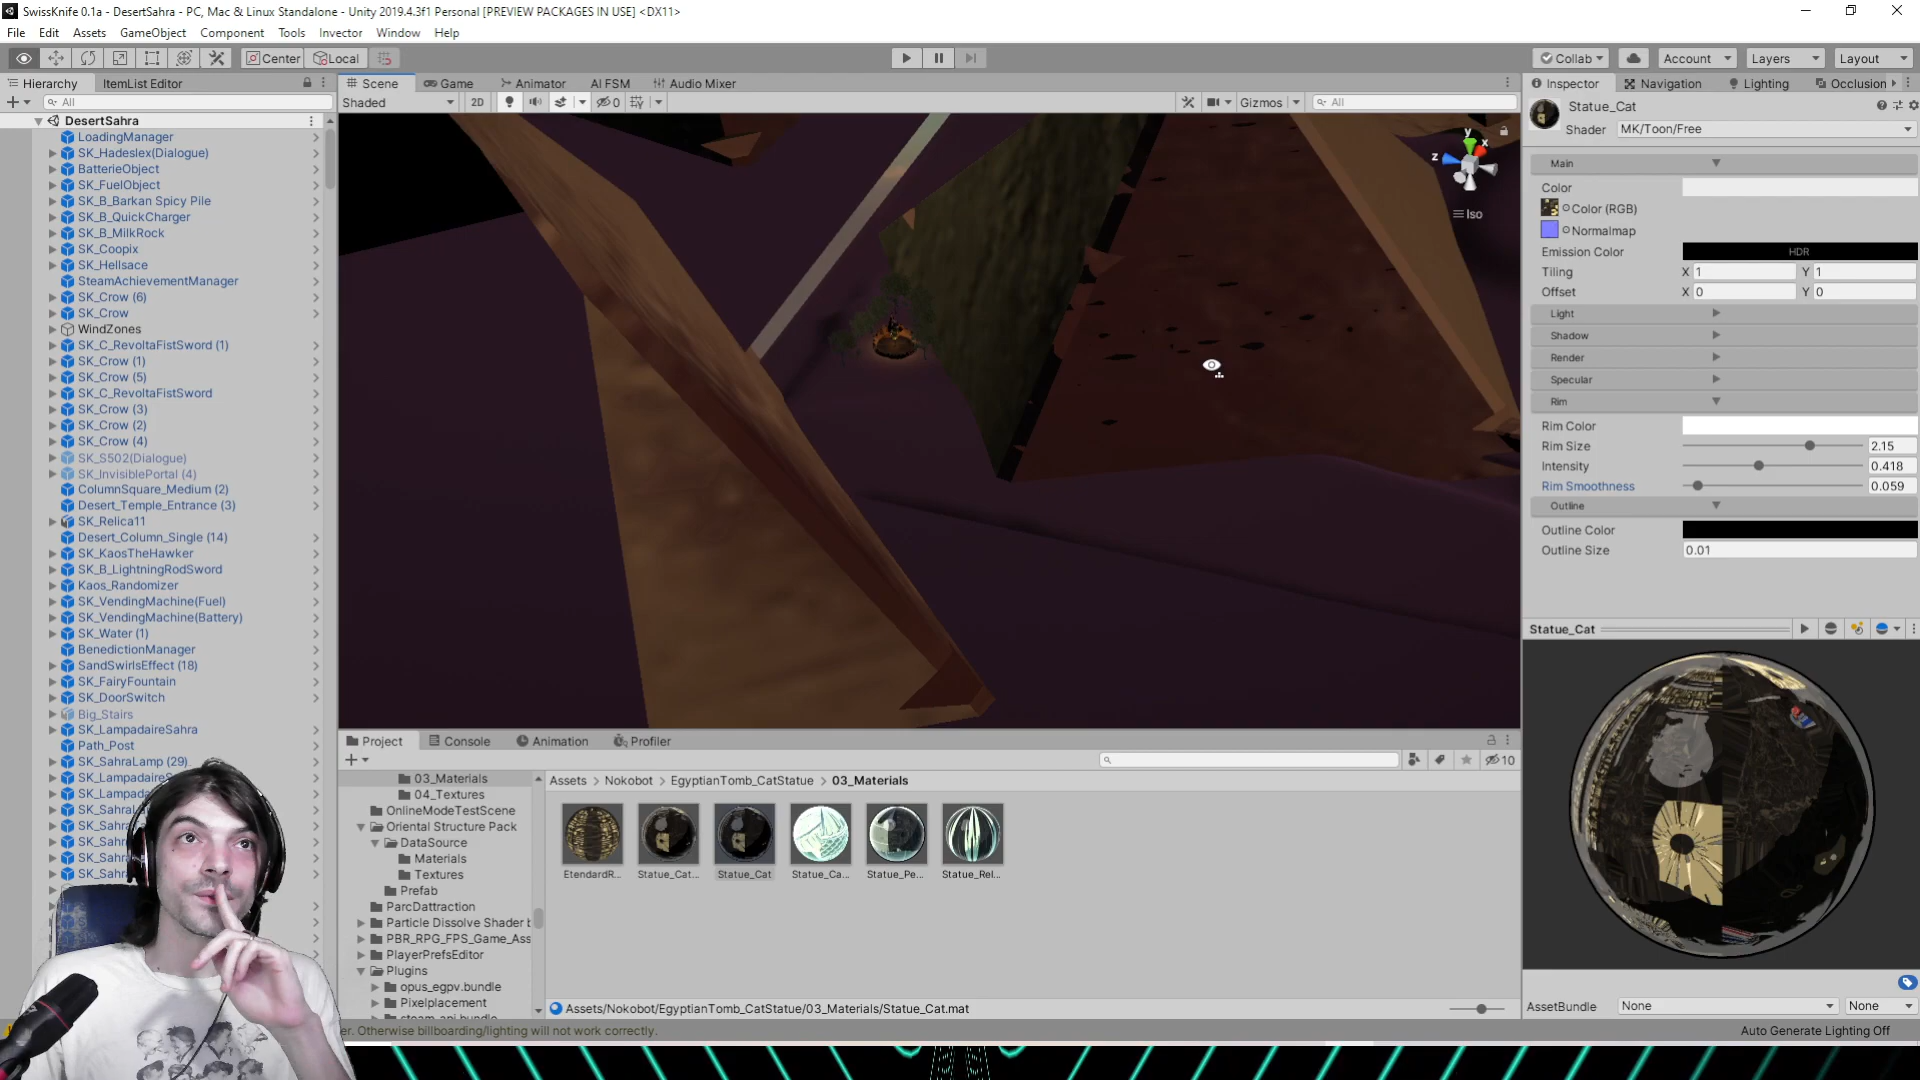 SwissKnife 0.1a - DesertSahra - PC, Mac & Linux Standalone - Unity 2019.4.3f1 Personal [PREVIEW PACKAGES IN USE] <DX11>
File Edit Assets GameObject Component Tools Invector Window Help
Center Local Collab Account Layers Layout
Hierarchy ItemList Editor
All
DesertSahra
LoadingManager
SK_Hadeslex(Dialogue)
BatterieObject
SK_FuelObject
SK_B_Barkan Spicy Pile
SK_B_QuickCharger
SK_B_MilkRock
SK_Coopix
SK_Hellsace
SteamAchievementManager
SK_Crow (6)
SK_Crow
WindZones
SK_C_RevoltaFistSword (1)
SK_Crow (1)
SK_Crow (5)
SK_C_RevoltaFistSword
SK_Crow (3)
SK_Crow (2)
SK_Crow (4)
SK_S502(Dialogue)
SK_InvisiblePortal (4)
ColumnSquare_Medium (2)
Desert_Temple_Entrance (3)
SK_Relica11
Desert_Column_Single (14)
SK_KaosTheHawker
SK_B_LightningRodSword
Kaos_Randomizer
SK_VendingMachine(Fuel)
SK_VendingMachine(Battery)
SK_Water (1)
BenedictionManager
SandSwirlsEffect (18)
SK_FairyFountain
SK_DoorSwitch
Big_Stairs
SK_LampadaireSahra
Path_Post
SK_SahraLamp (29)
SK_LampadaireS
SK_Lampada
SK_SahraL
SK_Sahra
SK_Sahr
SK_Sahr
SK_Sahr
Scene Game Animator AI FSM Audio Mixer
Shaded 2D 0 Gizmos All
y x z
Iso
Project Console Animation Profiler
10
03_Materials
04_Textures
OnlineModeTestScene
Oriental Structure Pack
DataSource
Materials
Textures
Prefab
ParcDattraction
Particle Dissolve Shader b
PBR_RPG_FPS_Game_Ass
PlayerPrefsEditor
Plugins
opus_egpv.bundle
Pixelplacement
steam_api.bundle
Assets > Nokobot > EgyptianTomb_CatStatue > 03_Materials
EtendardR... Statue_Cat... Statue_Cat Statue_Ca... Statue_Pe... Statue_Rel...
Assets/Nokobot/EgyptianTomb_CatStatue/03_Materials/Statue_Cat.mat
er. Otherwise billboarding/lighting will not work correctly.
Inspector Navigation Lighting Occlusion
Statue_Cat
Shader MK/Toon/Free
Main
Color
Color (RGB)
Normalmap
Emission Color HDR
Tiling X 1 Y 1
Offset X 0 Y 0
Light
Shadow
Render
Specular
Rim
Rim Color
Rim Size 2.15
Intensity 0.418
Rim Smoothness 0.059
Outline
Outline Color
Outline Size 0.01
Statue_Cat
AssetBundle None None
Auto Generate Lighting Off